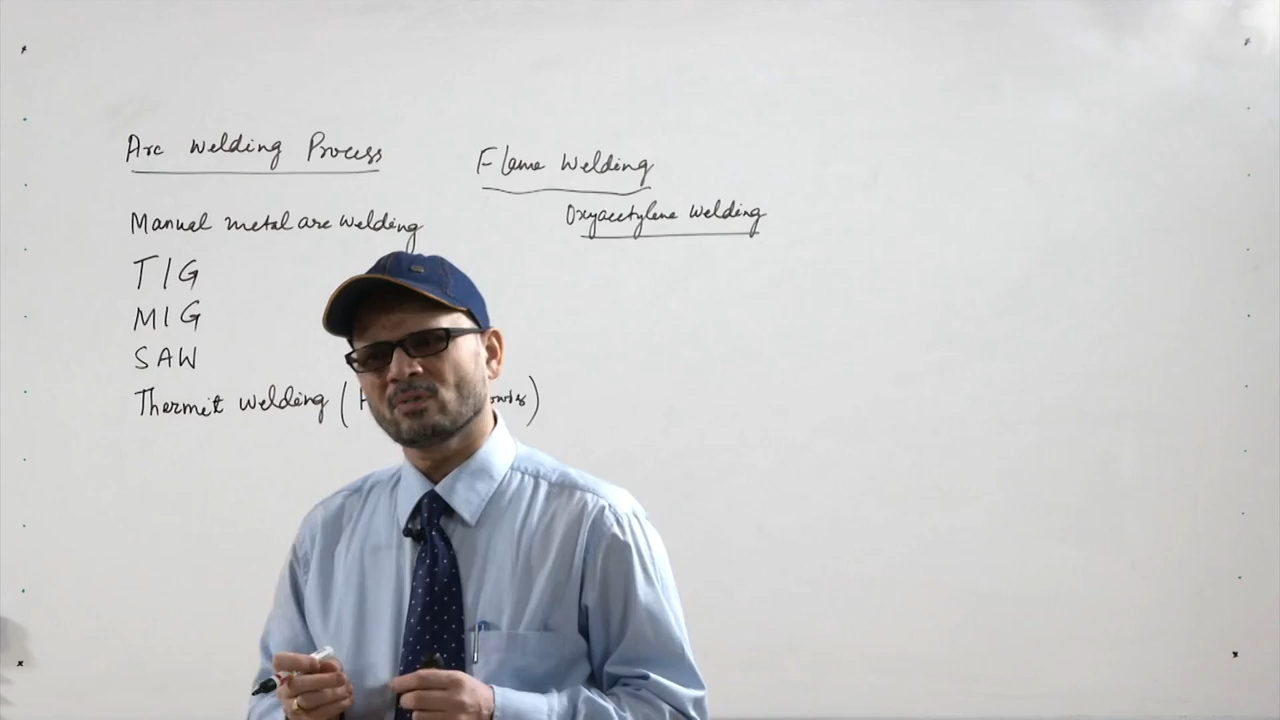 Arc Welding Process
Manual metal arc welding
TIG
MIG
SAW
Thermit welding (
Flame Welding
Oxyacetylene Welding